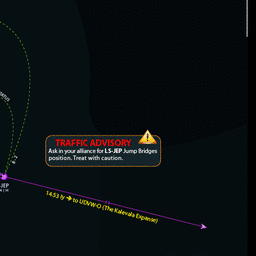 TRAFFIC ADVISORY
Ask in your alliance for LS-JEP Jump Bridges
position. Treat with caution.
-JEP
14.53 ly → to UDVW-O (The Kalevala Expanse)